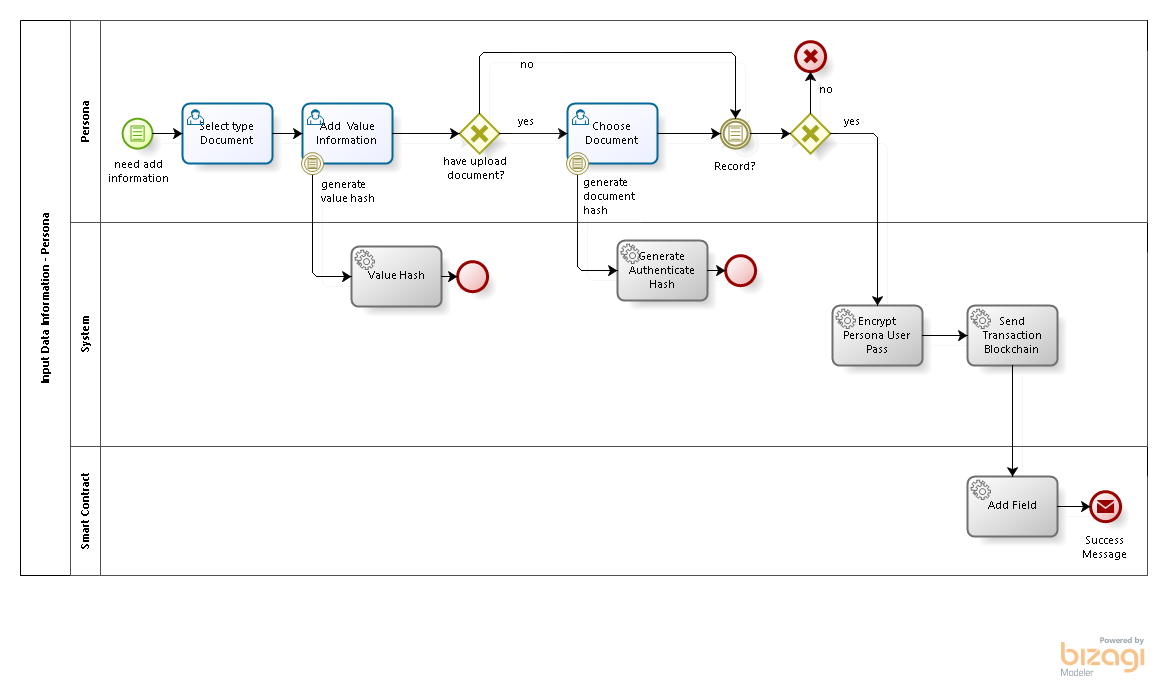 Input Data Information - Persona
Persona
need add
information
Select type
Document
Add Value
Information
generate
value hash
have upload
document?
no
yes
Choose
Document
generate
document
hash
Record?
no
yes
System
Value Hash
Generate
Authenticate
Hash
Encrypt
Persona User
Pass
Send
Transaction
Blockchain
Smart Contract
Add Field
Success
Message
Powered by
bizagi
Modeler